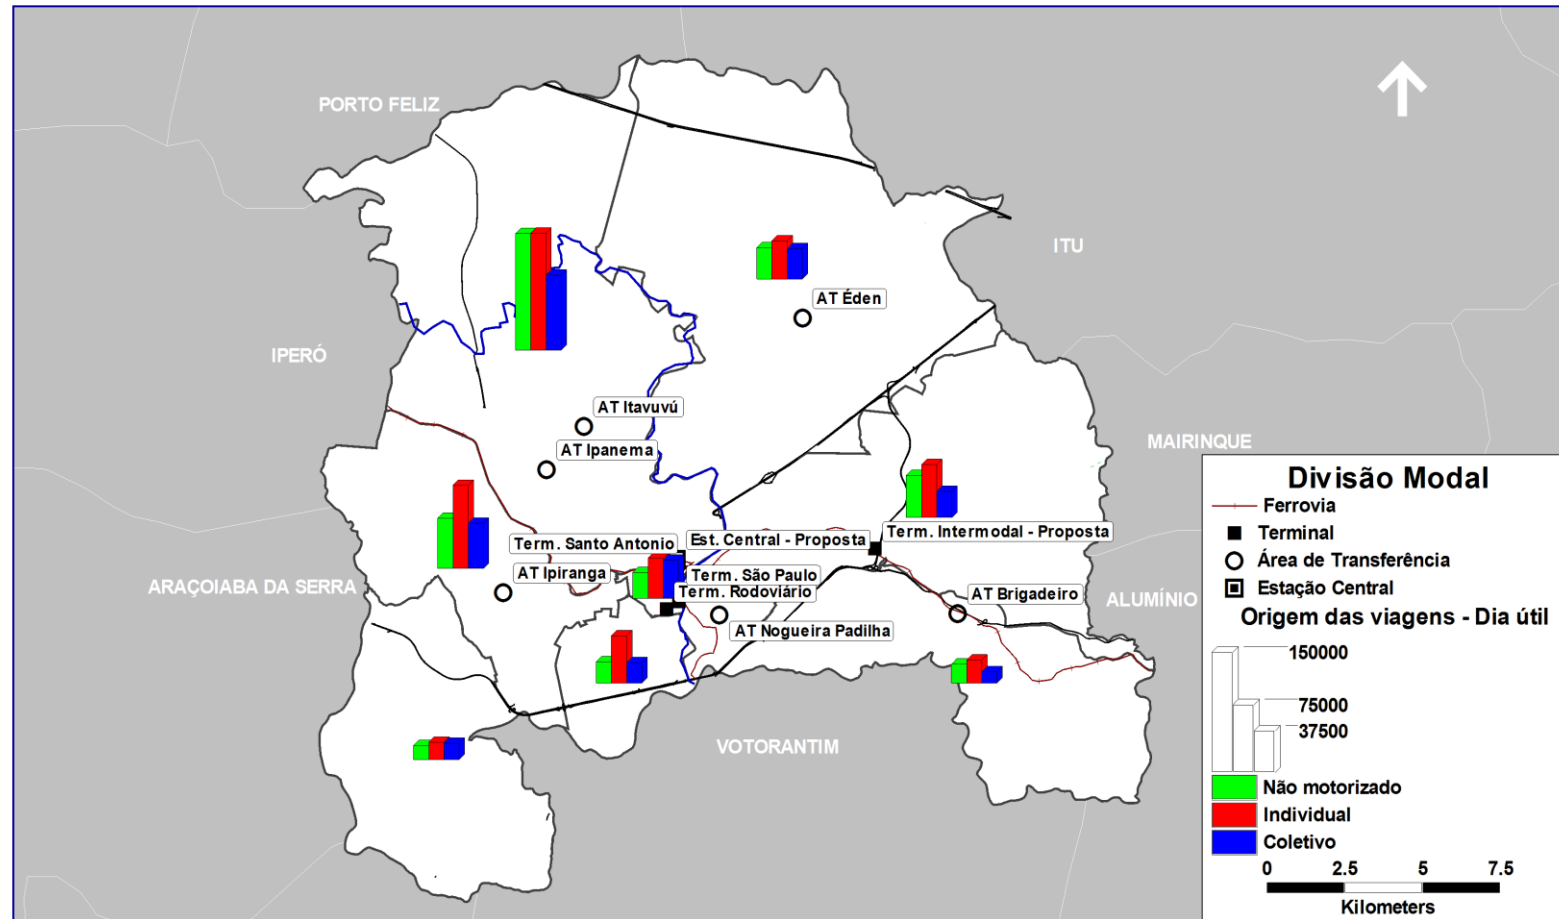 PORTO FELIZ
ITU
AT Éden
IPERÓ
AT Itavuvú
AT Ipanema
MAIRINQUE
Term. Santo Antonio
Est. Central - Proposta
Term. Intermodal - Proposta
AT Ipiranga
Term. São Paulo
Term. Rodoviário
ARAÇOIABA DA SERRA
AT Brigadeiro
ALUMÍNIO
AT Nogueira Padilha
VOTORANTIM
Divisão Modal
Ferrovia
Terminal
Área de Transferência
Estação Central
Origem das viagens - Dia útil
150000
75000
37500
Não motorizado
Individual
Coletivo
0 2.5 5 7.5
Kilometers